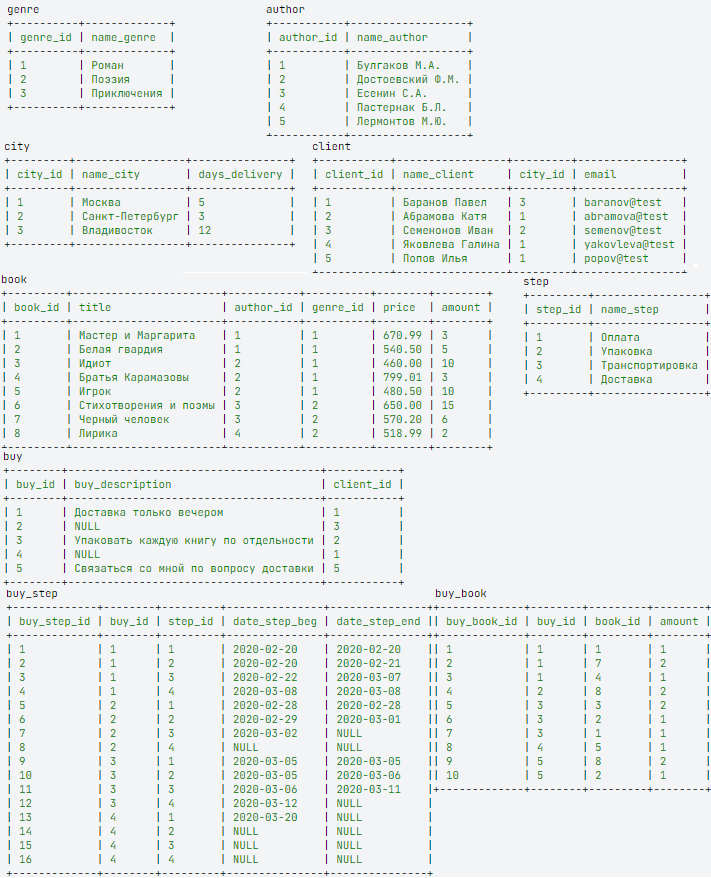 genre
genre_id name_genre
1 Роман
2 Поэзия
3 Приключения
author
author_id name_author
1 Булгаков М.А.
2 Достоевский Ф.М.
3 Есенин С.А.
4 Пастернак Б.Л.
5 Лермонтов М.Ю.
city
city_id name_city days_delivery
1 Москва 5
2 Санкт-Петербург 3
3 Владивосток 12
client
client_id name_client city_id email
1 Баранов Павел 3 baranov@test
2 Абрамова Катя 1 abramova@test
3 Семенонов Иван 2 semenov@test
4 Яковлева Галина 1 yakovleva@test
5 Попов Илья 1 popov@test
book
book_id title author_id genre_id price amount
1 Мастер и Маргарита 1 1 670.99 3
2 Белая гвардия 1 1 540.50 5
3 Идиот 2 1 460.00 10
4 Братья Карамазовы 2 1 799.01 3
5 Игрок 2 1 480.50 10
6 Стихотворения и поэмы 3 2 650.00 15
7 Черный человек 3 2 570.20 6
8 Лирика 4 2 518.99 2
step
step_id name_step
1 Оплата
2 Упаковка
3 Транспортировка
4 Доставка
buy
buy_id buy_description client_id
1 Доставка только вечером 1
2 NULL 3
3 Упаковать каждую книгу по отдельности 2
4 NULL 1
5 Связаться со мной по вопросу доставки 5
buy_step
buy_step_id buy_id step_id date_step_beg date_step_end
1 1 1 2020-02-20 2020-02-20
2 1 2 2020-02-20 2020-02-21
3 1 3 2020-02-22 2020-03-07
4 1 4 2020-03-08 2020-03-08
5 2 1 2020-02-28 2020-02-28
6 2 2 2020-02-29 2020-03-01
7 2 3 2020-03-02 NULL
8 2 4 NULL NULL
9 3 1 2020-03-05 2020-03-05
10 3 2 2020-03-05 2020-03-06
11 3 3 2020-03-06 2020-03-11
12 3 4 2020-03-12 NULL
13 4 1 2020-03-20 NULL
14 4 2 NULL NULL
15 4 3 NULL NULL
16 4 4 NULL NULL
buy_book
buy_book_id buy_id book_id amount
1 1 1 1
2 1 7 2
3 1 4 1
4 2 8 2
5 3 3 2
6 3 2 1
7 3 1 1
8 4 5 1
9 5 8 2
10 5 2 1